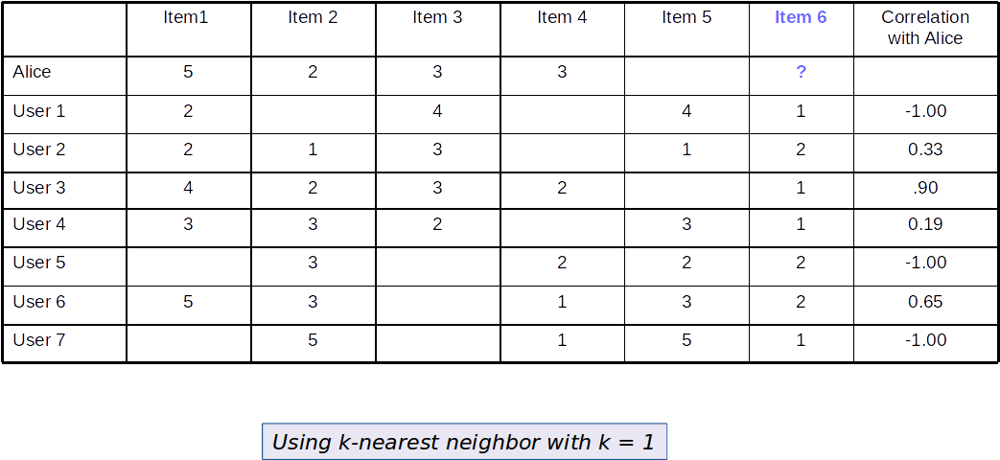 Item1 Item 2 Item 3 Item 4 Item 5 Item 6 Correlation with Alice
Alice 5 2 3 3 ?
User 1 2 4 4 1 -1.00
User 2 2 1 3 1 2 0.33
User 3 4 2 3 2 1 .90
User 4 3 3 2 3 1 0.19
User 5 3 2 2 2 -1.00
User 6 5 3 1 3 2 0.65
User 7 5 1 5 1 -1.00
Using k-nearest neighbor with k = 1